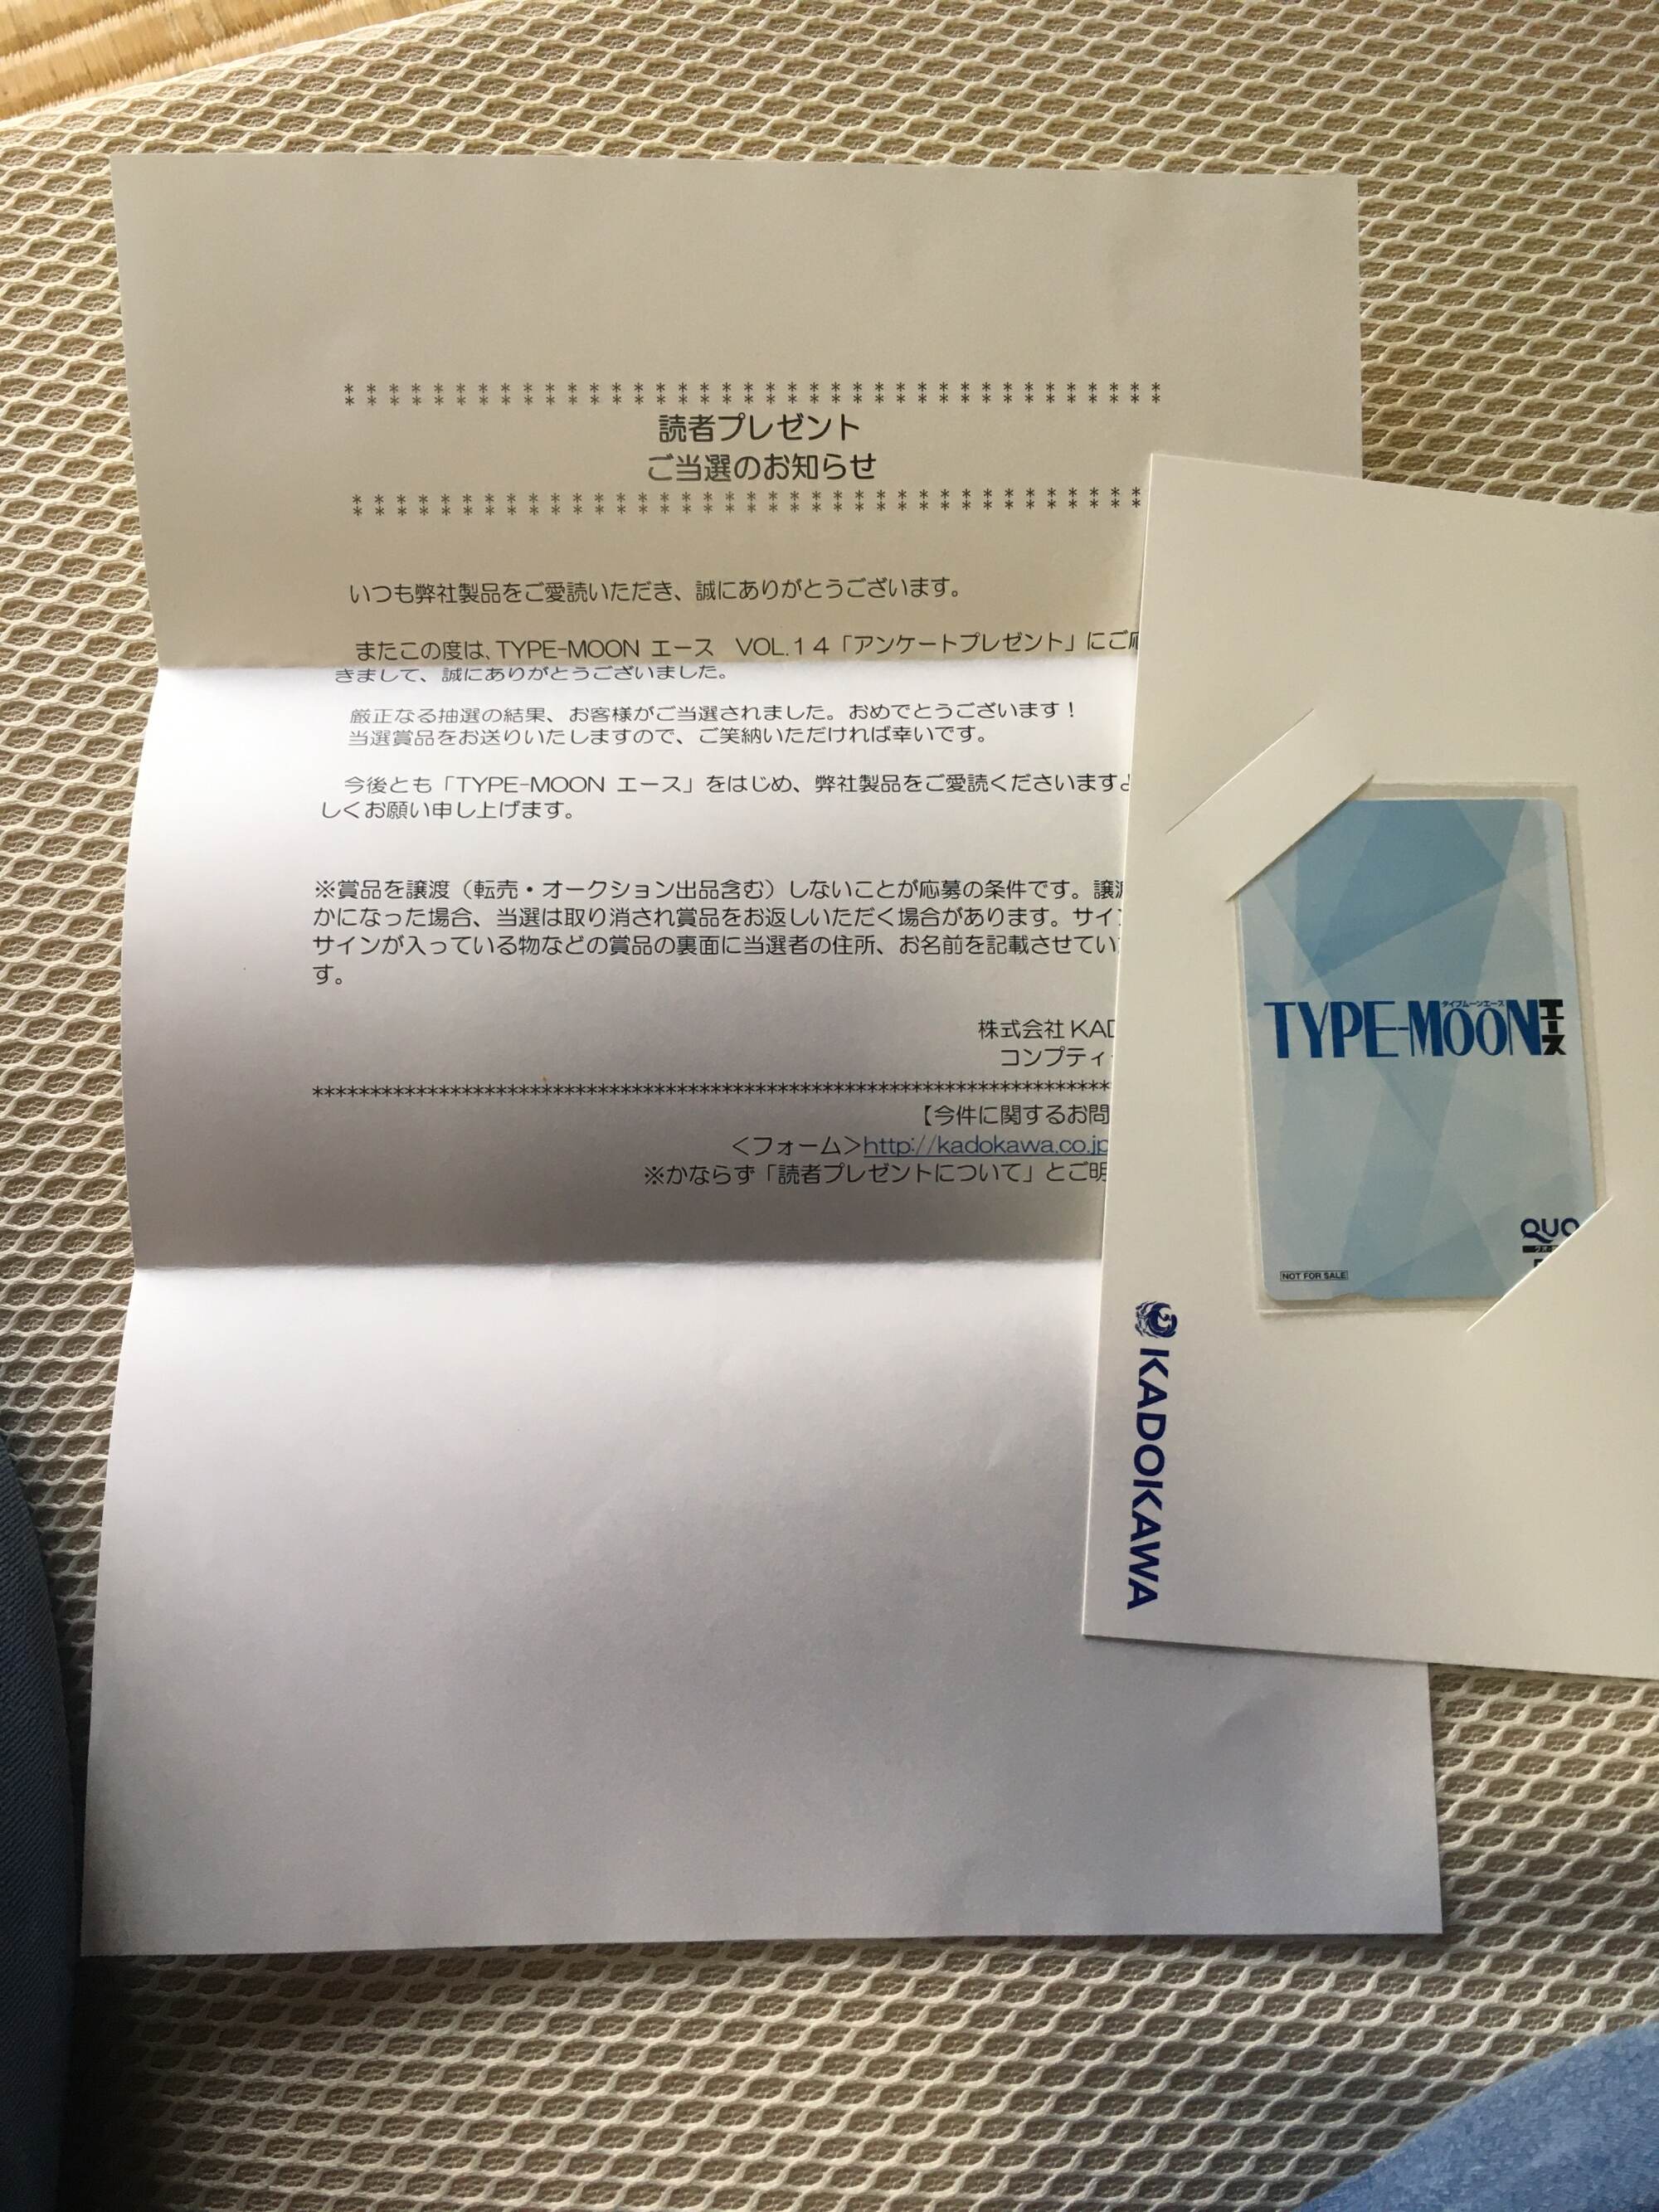 ＊＊＊＊＊＊＊＊＊＊＊＊＊＊＊＊＊＊＊＊＊＊＊＊＊＊＊＊＊＊＊＊＊＊＊＊＊
読者プレゼント
ご当選のお知らせ
＊＊＊＊＊＊＊＊＊＊＊＊＊＊＊＊＊＊＊＊＊＊＊＊＊＊＊＊＊＊＊＊＊＊＊＊
いつも弊社製品をご愛読いただき、誠にありがとうございます。
またこの度は、TYPE-MOON エース　VOL.１４「アンケートプレゼント」にご応
きまして、誠にありがとうございました。
厳正なる抽選の結果、お客様がご当選されました。おめでとうございます！
当選賞品をお送りいたしますので、ご笑納いただければ幸いです。
今後とも「TYPE-MOON エース」をはじめ、弊社製品をご愛読くださいますよ
しくお願い申し上げます。
※賞品を譲渡（転売・オークション出品含む）しないことが応募の条件です。譲渡
かになった場合、当選は取り消され賞品をお返しいただく場合があります。サイン
サインが入っている物などの賞品の裏面に当選者の住所、お名前を記載させてい
す。
株式会社 KAD
コンプティ
**********************************************************************
【今件に関するお問
＜フォーム＞http://kadokawa.co.jp
※かならず「読者プレゼントについて」とご明
タイプムーンエース
TYPE-MOON エース
QUO
NOT FOR SALE
KADOKAWA